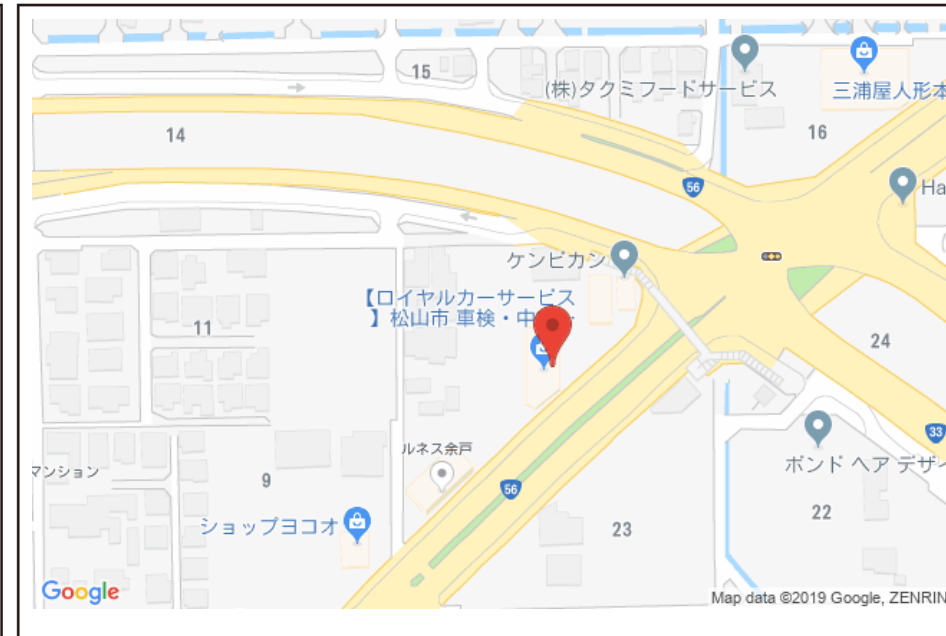 15
(株)タクミフードサービス
三浦屋人形本
14
16
56
Ha
ケンビカン
【ロイヤルカーサービス
】松山市 車検・中
11
24
33
ルネス余戸
マンション
ボンド ヘア デザイ
9
56
22
ショップヨコオ
23
Google
Map data ©2019 Google, ZENRIN